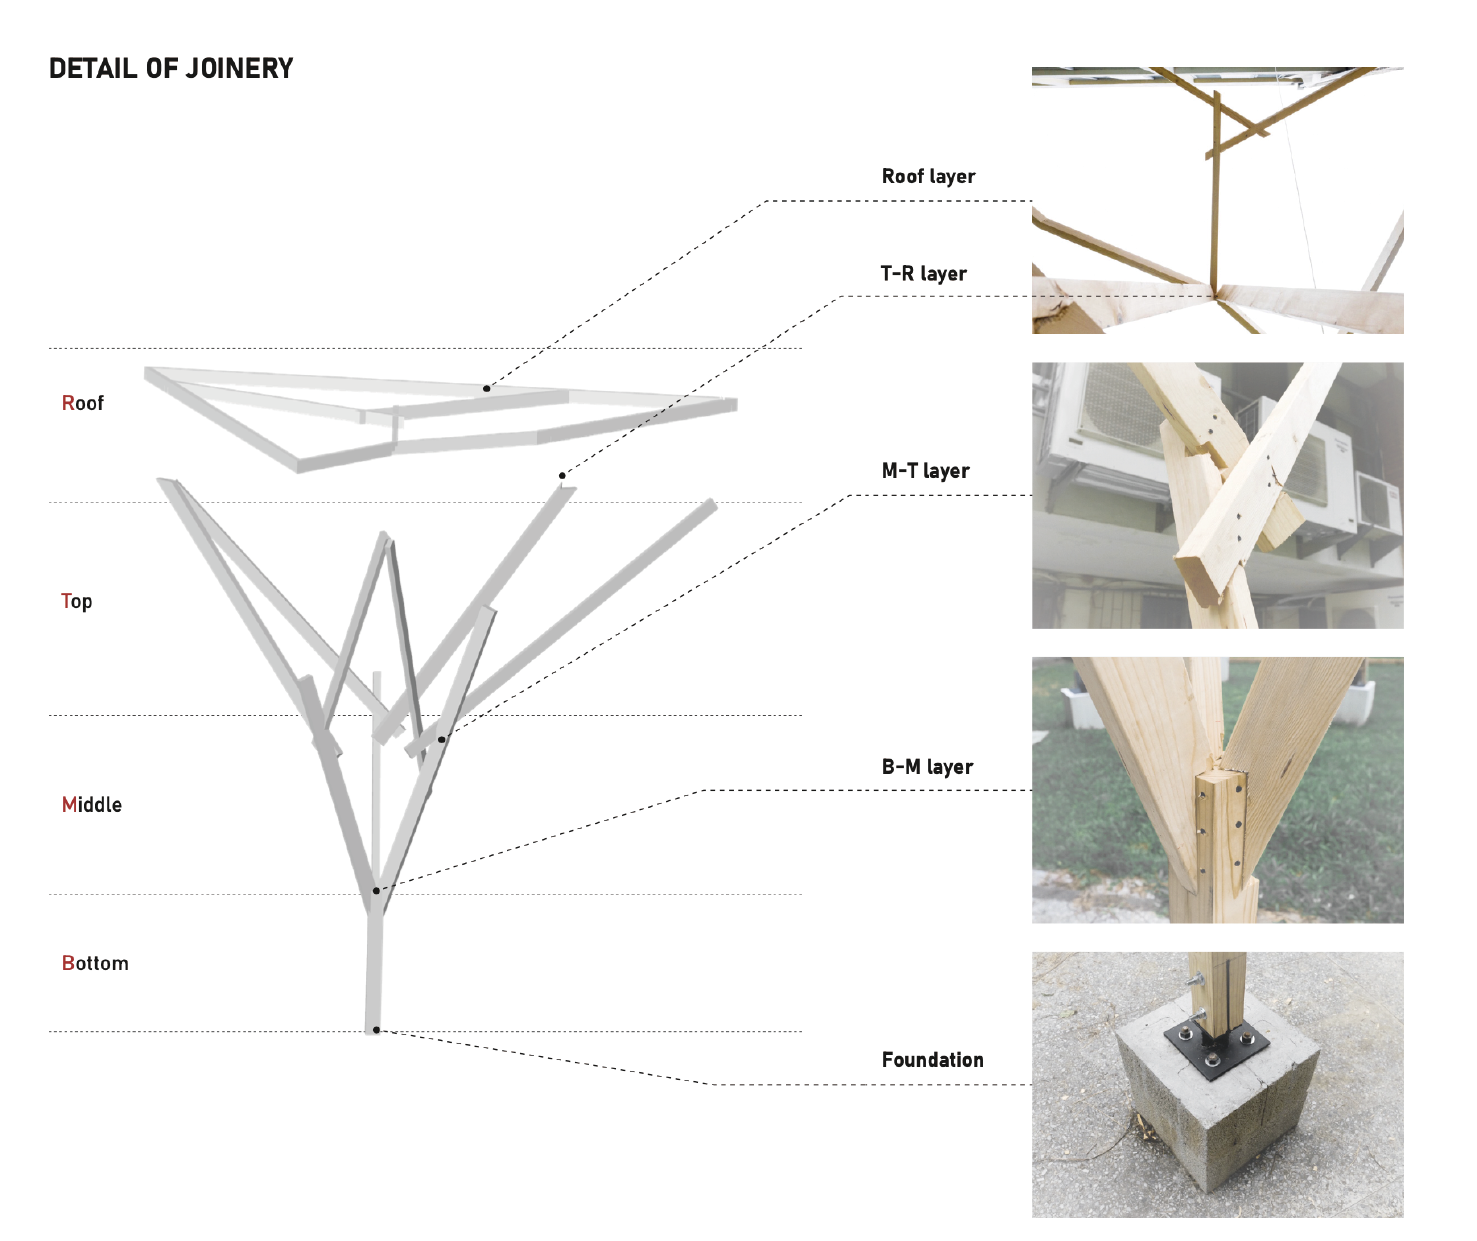 DETAIL OF JOINERY
Roof layer
T-R layer
Roof
M-T layer
Top
B-M layer
Middle
Bottom
Foundation